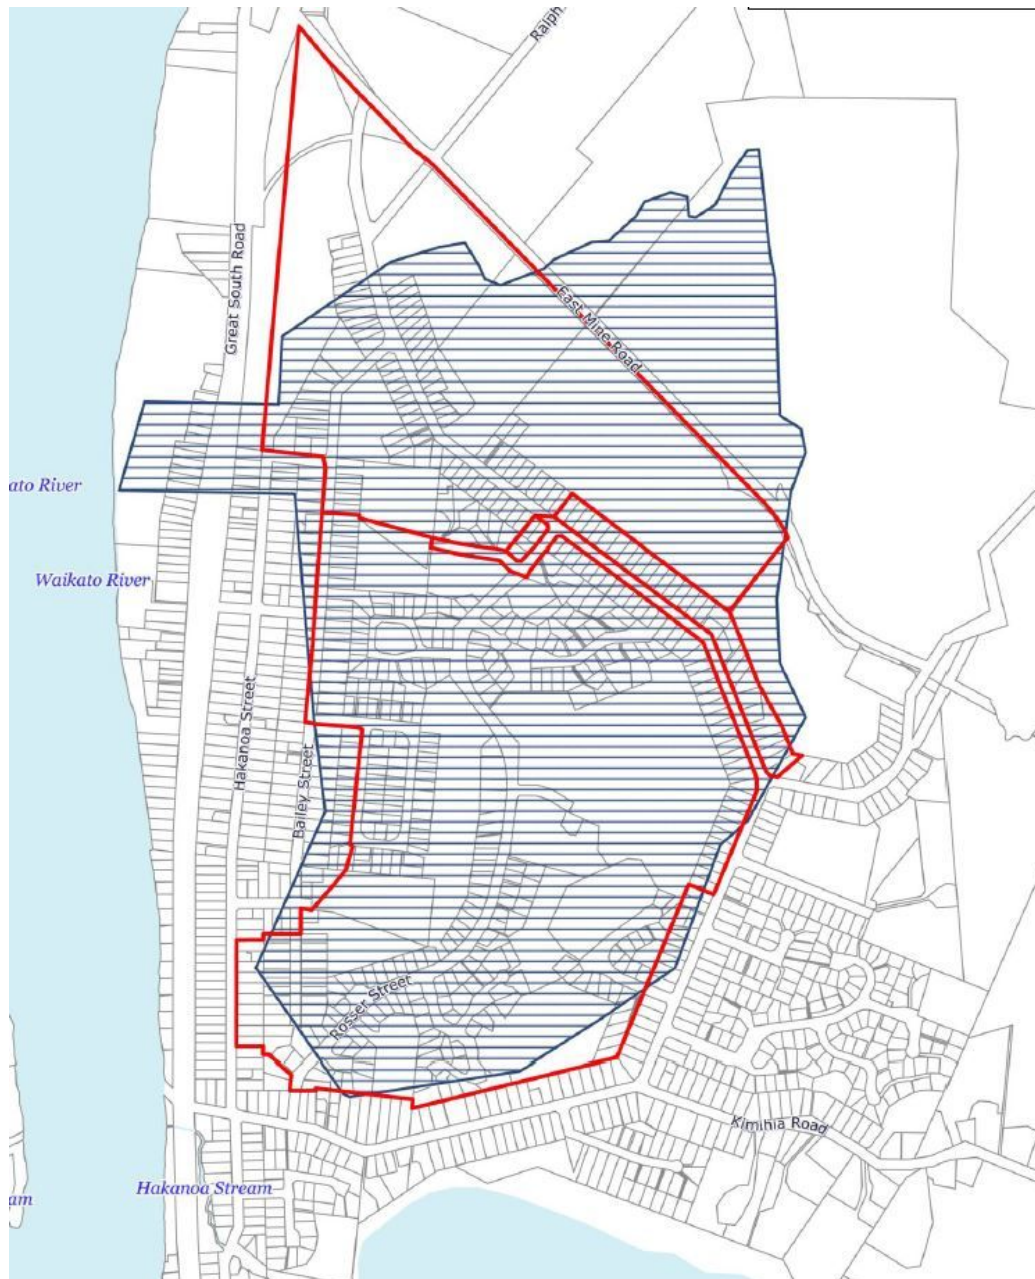 Ralph
Great South Road
East Mine Road
ato River
Waikato River
Hakanoa Street
Bailey Street
Rosser Street
Kimihia Road
Hakanoa Stream
am